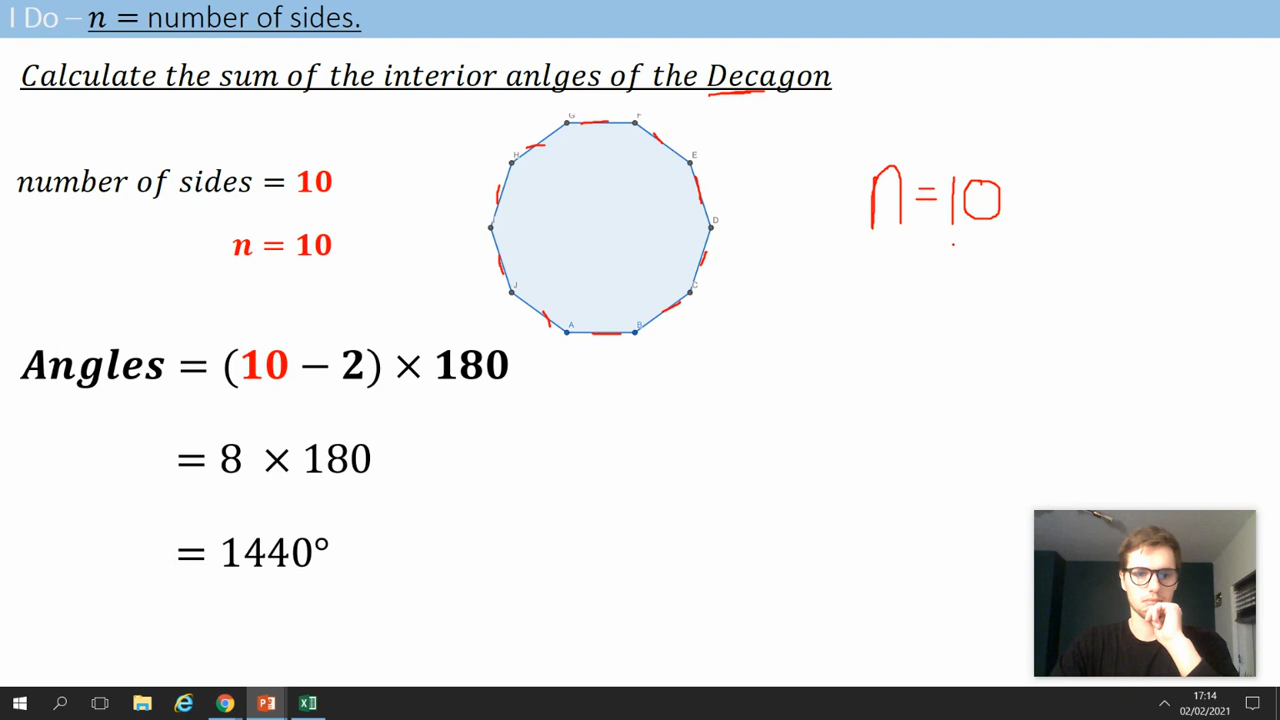 I Do – n = number of sides.
Calculate the sum of the interior anlges of the Decagon
G F
H E
number of sides = 10
n = 10
D
n = 10
J C
A B
Angles = (10 − 2) × 180
= 8 × 180
= 1440°
17:14
02/02/2021